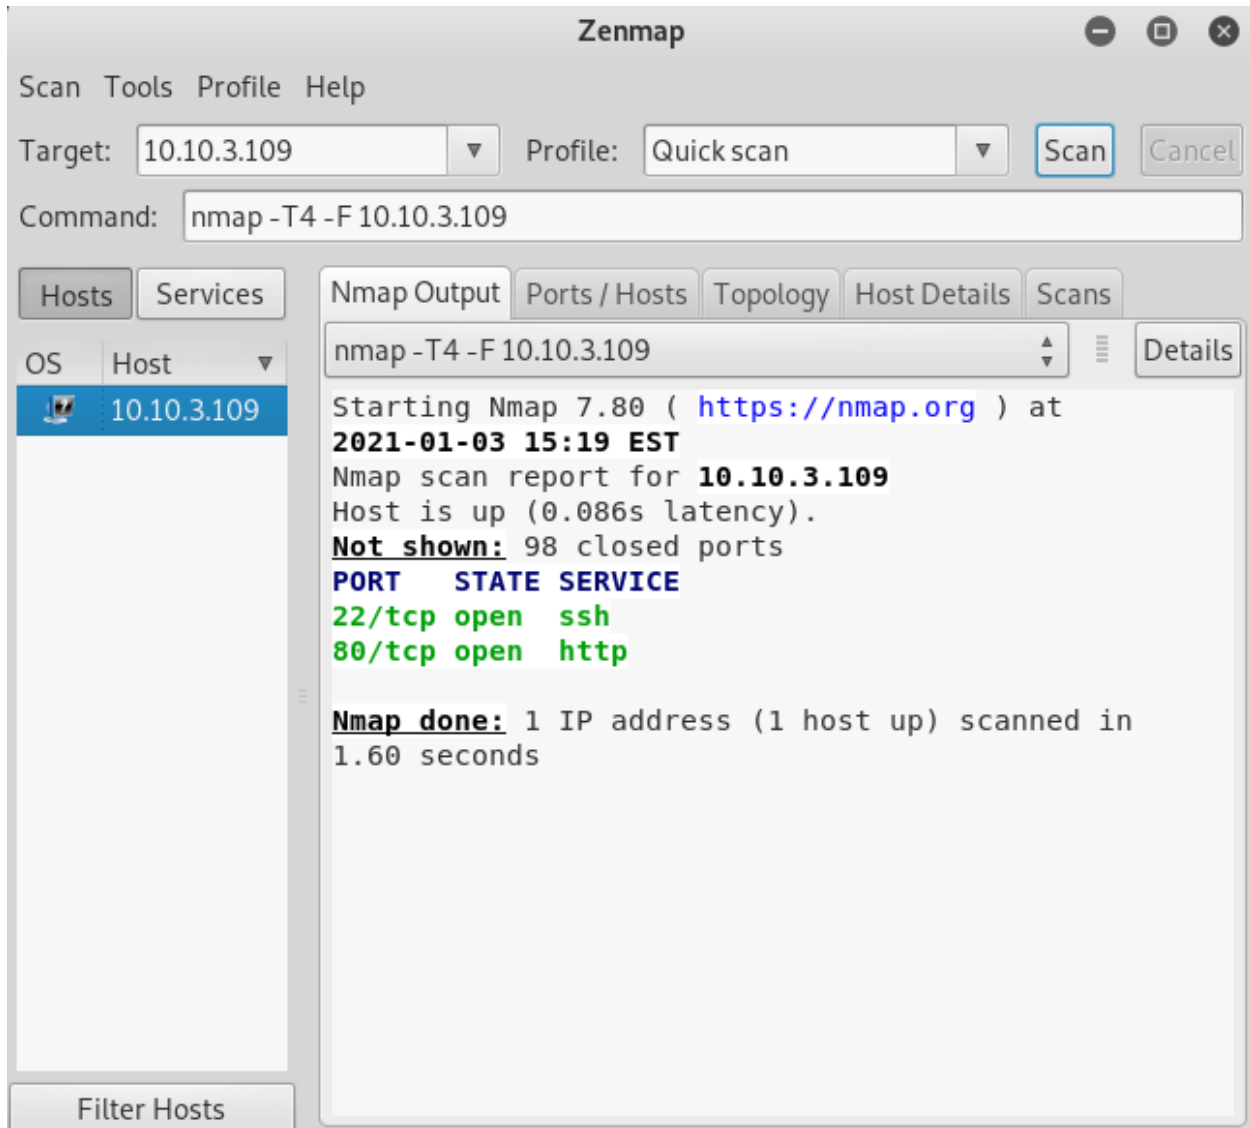 Zenmap
Scan Tools Profile Help
Target: 10.10.3.109 Profile: Quick scan Scan Cancel
Command: nmap -T4 -F 10.10.3.109
Hosts Services Nmap Output Ports / Hosts Topology Host Details Scans
nmap -T4 -F 10.10.3.109 Details
OS Host
10.10.3.109
Starting Nmap 7.80 ( https://nmap.org ) at
2021-01-03 15:19 EST
Nmap scan report for 10.10.3.109
Host is up (0.086s latency).
Not shown: 98 closed ports
PORT STATE SERVICE
22/tcp open ssh
80/tcp open http
Nmap done: 1 IP address (1 host up) scanned in
1.60 seconds
Filter Hosts